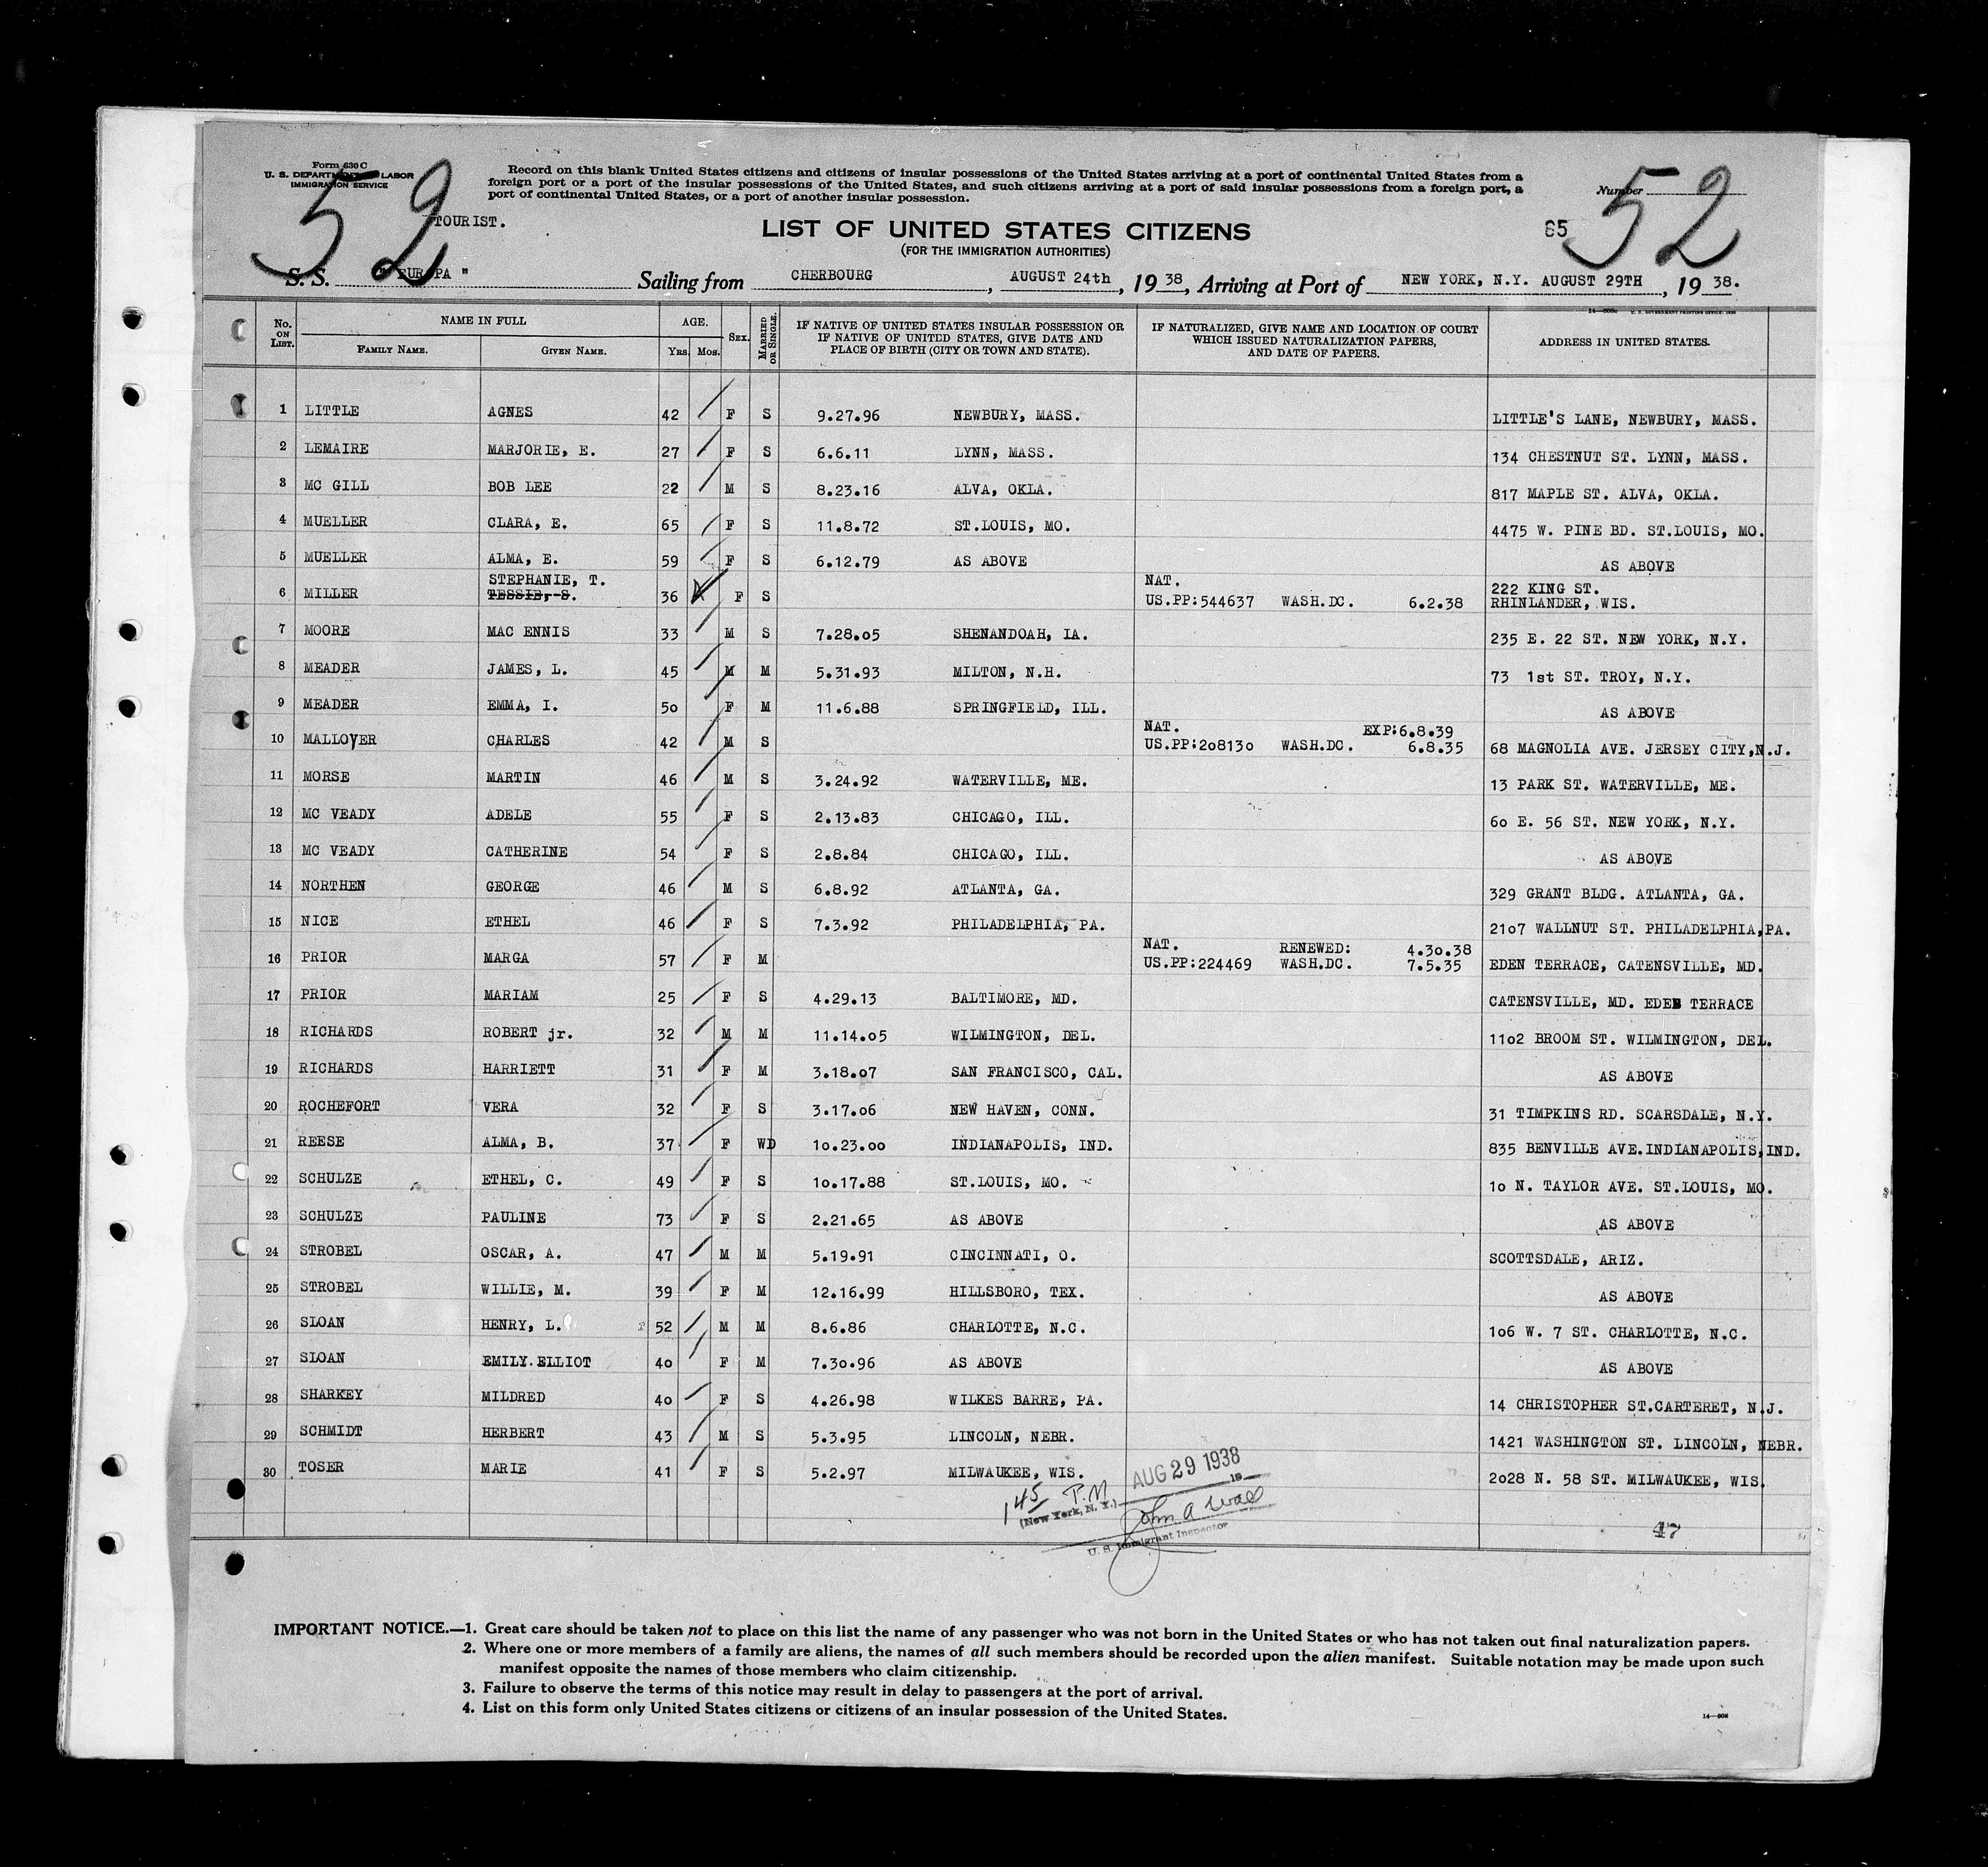 Form 630 C
U. S. DEPARTMENT LABOR
IMMIGRATION SERVICE
Record on this blank United States citizens and citizens of insular possessions of the United States arriving at a port of continental United States from a
foreign port or a port of the insular possessions of the United States, and such citizens arriving at a port of said insular possessions from a foreign port, a
port of continental United States, or a port of another insular possession.
Number
52
52
TOURIST.
LIST OF UNITED STATES CITIZENS
65
(FOR THE IMMIGRATION AUTHORITIES)
S. S. " EUROPA " Sailing from CHERBOURG, AUGUST 24th, 1938, Arriving at Port of NEW YORK, N.Y. AUGUST 29TH, 1938.
No. ON LIST. NAME IN FULL FAMILY NAME. GIVEN NAME. AGE. YRS. MOS. SEX. MARRIED OR SINGLE. IF NATIVE OF UNITED STATES INSULAR POSSESSION OR IF NATIVE OF UNITED STATES, GIVE DATE AND PLACE OF BIRTH (CITY OR TOWN AND STATE). IF NATURALIZED, GIVE NAME AND LOCATION OF COURT WHICH ISSUED NATURALIZATION PAPERS, AND DATE OF PAPERS. ADDRESS IN UNITED STATES.
1 LITTLE AGNES 42 F S 9.27.96 NEWBURY, MASS. LITTLE'S LANE, NEWBURY, MASS.
2 LEMAIRE MARJORIE, E. 27 F S 6.6.11 LYNN, MASS. 134 CHESTNUT ST. LYNN, MASS.
3 MC GILL BOB LEE 22 M S 8.23.16 ALVA, OKLA. 817 MAPLE ST. ALVA, OKLA.
4 MUELLER CLARA, E. 65 F S 11.8.72 ST.LOUIS, MO. 4475 W. PINE BD. ST.LOUIS, MO.
5 MUELLER ALMA, E. 59 F S 6.12.79 AS ABOVE AS ABOVE
STEPHANIE, T. NAT. 222 KING ST.
6 MILLER TESSIE, S. 36 F S US.PP:544637 WASH.DC. 6.2.38 RHINLANDER, WIS.
7 MOORE MAC ENNIS 33 M S 7.28.05 SHENANDOAH, IA. 235 E. 22 ST. NEW YORK, N.Y.
8 MEADER JAMES, L. 45 M M 5.31.93 MILTON, N.H. 73 1st ST. TROY, N.Y.
9 MEADER EMMA, I. 50 F M 11.6.88 SPRINGFIELD, ILL. AS ABOVE
NAT. EXP:6.8.39
10 MALLOYER CHARLES 42 M S US.PP:208130 WASH.DC. 6.8.35 68 MAGNOLIA AVE. JERSEY CITY,N.J.
11 MORSE MARTIN 46 M S 3.24.92 WATERVILLE, ME. 13 PARK ST. WATERVILLE, ME.
12 MC VEADY ADELE 55 F S 2.13.83 CHICAGO, ILL. 60 E. 56 ST. NEW YORK, N.Y.
13 MC VEADY CATHERINE 54 F S 2.8.84 CHICAGO, ILL. AS ABOVE
14 NORTHEN GEORGE 46 M S 6.8.92 ATLANTA, GA. 329 GRANT BLDG. ATLANTA, GA.
15 NICE ETHEL 46 F S 7.3.92 PHILADELPHIA, PA. 2107 WALLNUT ST. PHILADELPHIA,PA.
NAT. RENEWED: 4.30.38
16 PRIOR MARGA 57 F M US.PP:224469 WASH.DC. 7.5.35 EDEN TERRACE, CATENSVILLE, MD.
17 PRIOR MARIAM 25 F S 4.29.13 BALTIMORE, MD. CATENSVILLE, MD. EDEN TERRACE
18 RICHARDS ROBERT jr. 32 M M 11.14.05 WILMINGTON, DEL. 1102 BROOM ST. WILMINGTON, DEL.
19 RICHARDS HARRIETT 31 F M 3.18.07 SAN FRANCISCO, CAL. AS ABOVE
20 ROCHEFORT VERA 32 F S 3.17.06 NEW HAVEN, CONN. 31 TIMPKINS RD. SCARSDALE, N.Y.
21 REESE ALMA, B. 37 F WD 10.23.00 INDIANAPOLIS, IND. 835 BENVILLE AVE.INDIANAPOLIS,IND.
22 SCHULZE ETHEL, C. 49 F S 10.17.88 ST.LOUIS, MO. 10 N. TAYLOR AVE. ST.LOUIS, MO.
23 SCHULZE PAULINE 73 F S 2.21.65 AS ABOVE AS ABOVE
24 STROBEL OSCAR, A. 47 M M 5.19.91 CINCINNATI, O. SCOTTSDALE, ARIZ.
25 STROBEL WILLIE, M. 39 F M 12.16.99 HILLSBORO, TEX. AS ABOVE
26 SLOAN HENRY, L. 52 M M 8.6.86 CHARLOTTE, N.C. 106 W. 7 ST. CHARLOTTE, N.C.
27 SLOAN EMILY.ELLIOT 40 F M 7.30.96 AS ABOVE AS ABOVE
28 SHARKEY MILDRED 40 F S 4.26.98 WILKES BARRE, PA. 14 CHRISTOPHER ST.CARTERET, N.J.
29 SCHMIDT HERBERT 43 M S 5.3.95 LINCOLN, NEBR. 1421 WASHINGTON ST. LINCOLN, NEBR.
30 TOSER MARIE 41 F S 5.2.97 MILWAUKEE, WIS. 2028 N. 58 ST. MILWAUKEE, WIS.
AUG 29 1938
1 45 P.M
(New York, N. Y.) 19
John A Wall
U. S. Immigrant Inspector
47
IMPORTANT NOTICE.—1. Great care should be taken not to place on this list the name of any passenger who was not born in the United States or who has not taken out final naturalization papers.
2. Where one or more members of a family are aliens, the names of all such members should be recorded upon the alien manifest. Suitable notation may be made upon such
manifest opposite the names of those members who claim citizenship.
3. Failure to observe the terms of this notice may result in delay to passengers at the port of arrival.
4. List on this form only United States citizens or citizens of an insular possession of the United States.